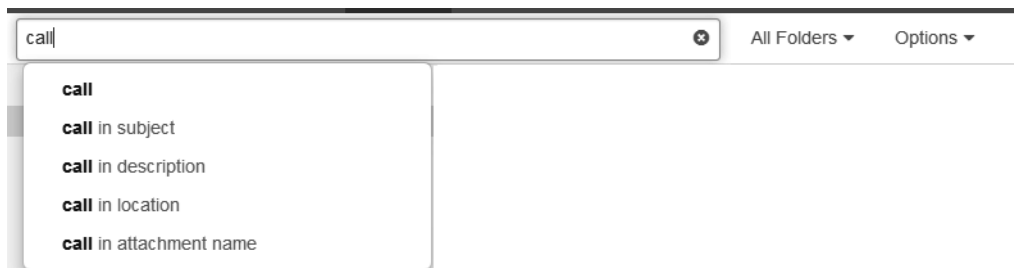 call All Folders Options
call
call in subject
call in description
call in location
call in attachment name